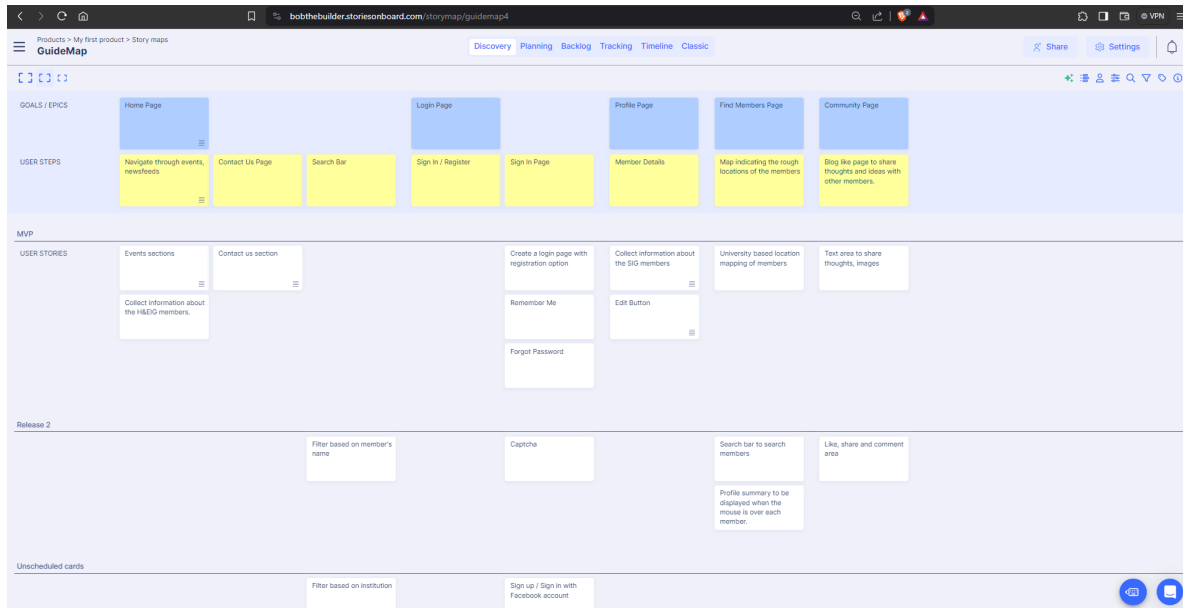 bobthebuilder.storiesonboard.com/storymap/guidemap4
VPN
Products > My first product > Story maps
GuideMap
Discovery Planning Backlog Tracking Timeline Classic
Share
Settings
GOALS / EPICS
Home Page
Login Page
Profile Page
Find Members Page
Community Page
USER STEPS
Navigate through events,
newsfeeds
Contact Us Page
Search Bar
Sign In / Register
Sign In Page
Member Details
Map indicating the rough
locations of the members
Blog like page to share
thoughts and ideas with
other members.
MVP
USER STORIES
Events sections
Contact us section
Create a login page with
registration option
Collect information about
the SIG members
University based location
mapping of members
Text area to share
thoughts, images
Collect information about
the H&EIG members.
Remember Me
Edit Button
Forgot Password
Release 2
Filter based on member's
name
Captcha
Search bar to search
members
Like, share and comment
area
Profile summary to be
displayed when the
mouse is over each
member.
Unscheduled cards
Filter based on institution
Sign up / Sign in with
Facebook account